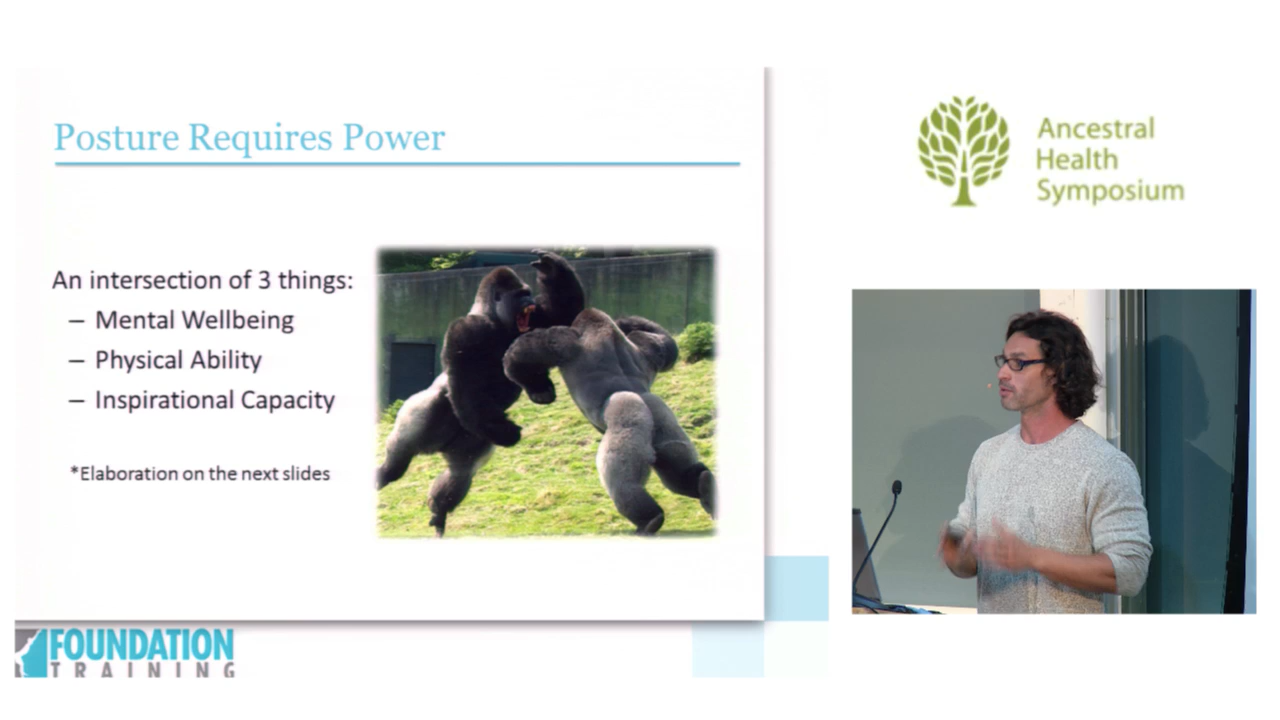 Posture Requires Power
An intersection of 3 things:
– Mental Wellbeing
– Physical Ability
– Inspirational Capacity
*Elaboration on the next slides
FOUNDATION
TRAINING
Ancestral
Health
Symposium